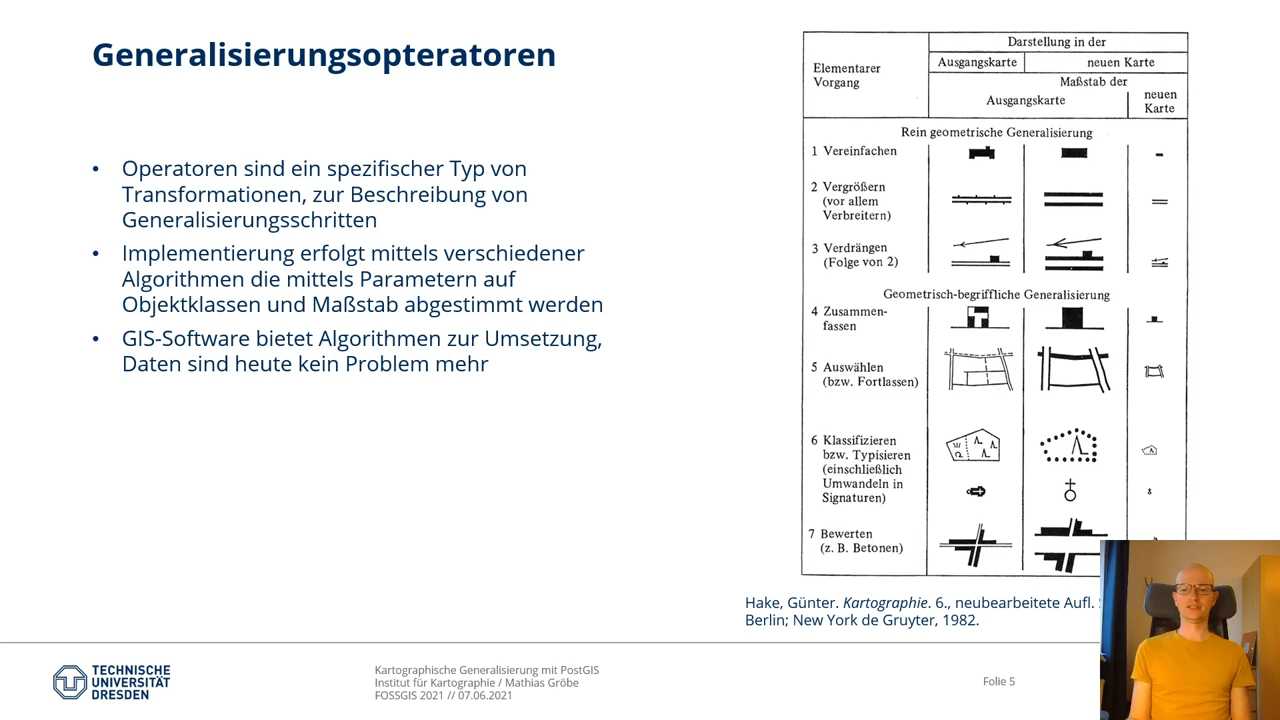 Generalisierungsopteratoren
• Operatoren sind ein spezifischer Typ von
Transformationen, zur Beschreibung von
Generalisierungsschritten
• Implementierung erfolgt mittels verschiedener
Algorithmen die mittels Parametern auf
Objektklassen und Maßstab abgestimmt werden
• GIS-Software bietet Algorithmen zur Umsetzung,
Daten sind heute kein Problem mehr
Elementarer
Vorgang
Darstellung in der
Ausgangskarte
neuen Karte
Maßstab der
Ausgangskarte
neuen
Karte
Rein geometrische Generalisierung
1 Vereinfachen
2 Vergrößern
(vor allem
Verbreitern)
3 Verdrängen
(Folge von 2)
Geometrisch-begriffliche Generalisierung
4 Zusammen-
fassen
5 Auswählen
(bzw. Fortlassen)
6 Klassifizieren
bzw. Typisieren
(einschließlich
Umwandeln in
Signaturen)
7 Bewerten
(z. B. Betonen)
Hake, Günter. Kartographie. 6., neubearbeitete Aufl.
Berlin; New York de Gruyter, 1982.
TECHNISCHE
UNIVERSITÄT
DRESDEN
Kartographische Generalisierung mit PostGIS
Institut für Kartographie / Mathias Gröbe
FOSSGIS 2021 // 07.06.2021
Folie 5